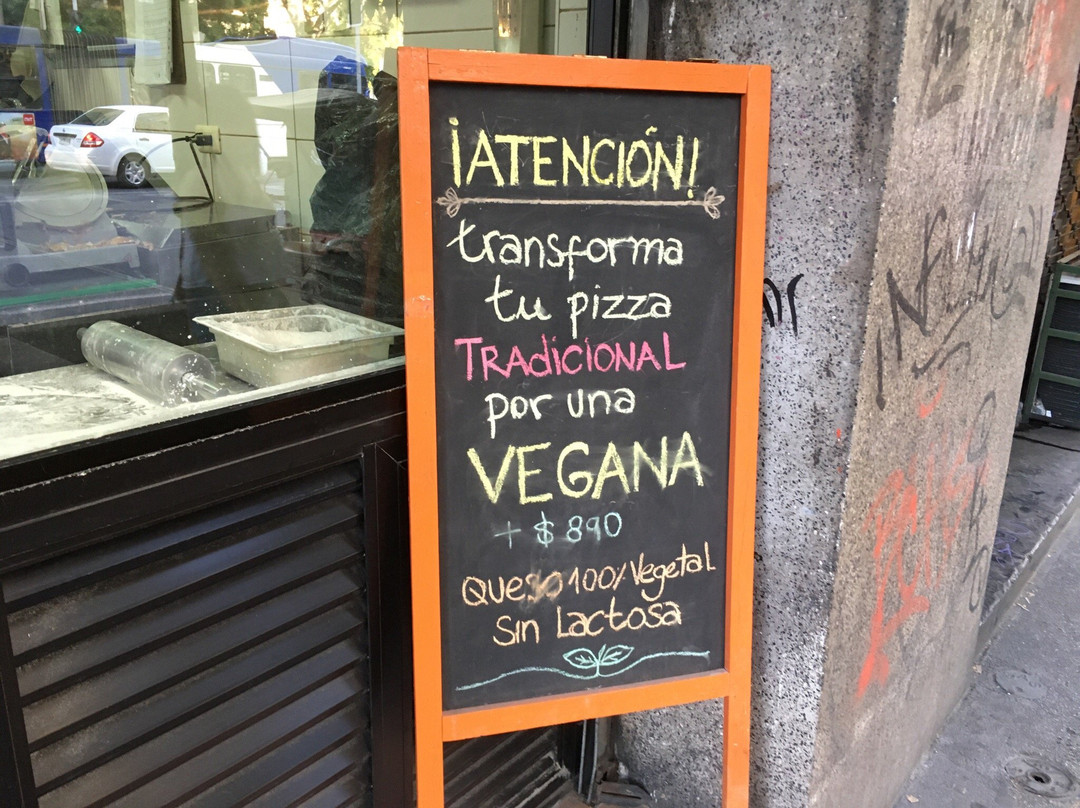 ¡ATENCIÓN!
transforma
tu pizza
TRADICIONAL
por una
VEGANA
+ $890
QUESO 100% Vegetal
Sin Lactosa